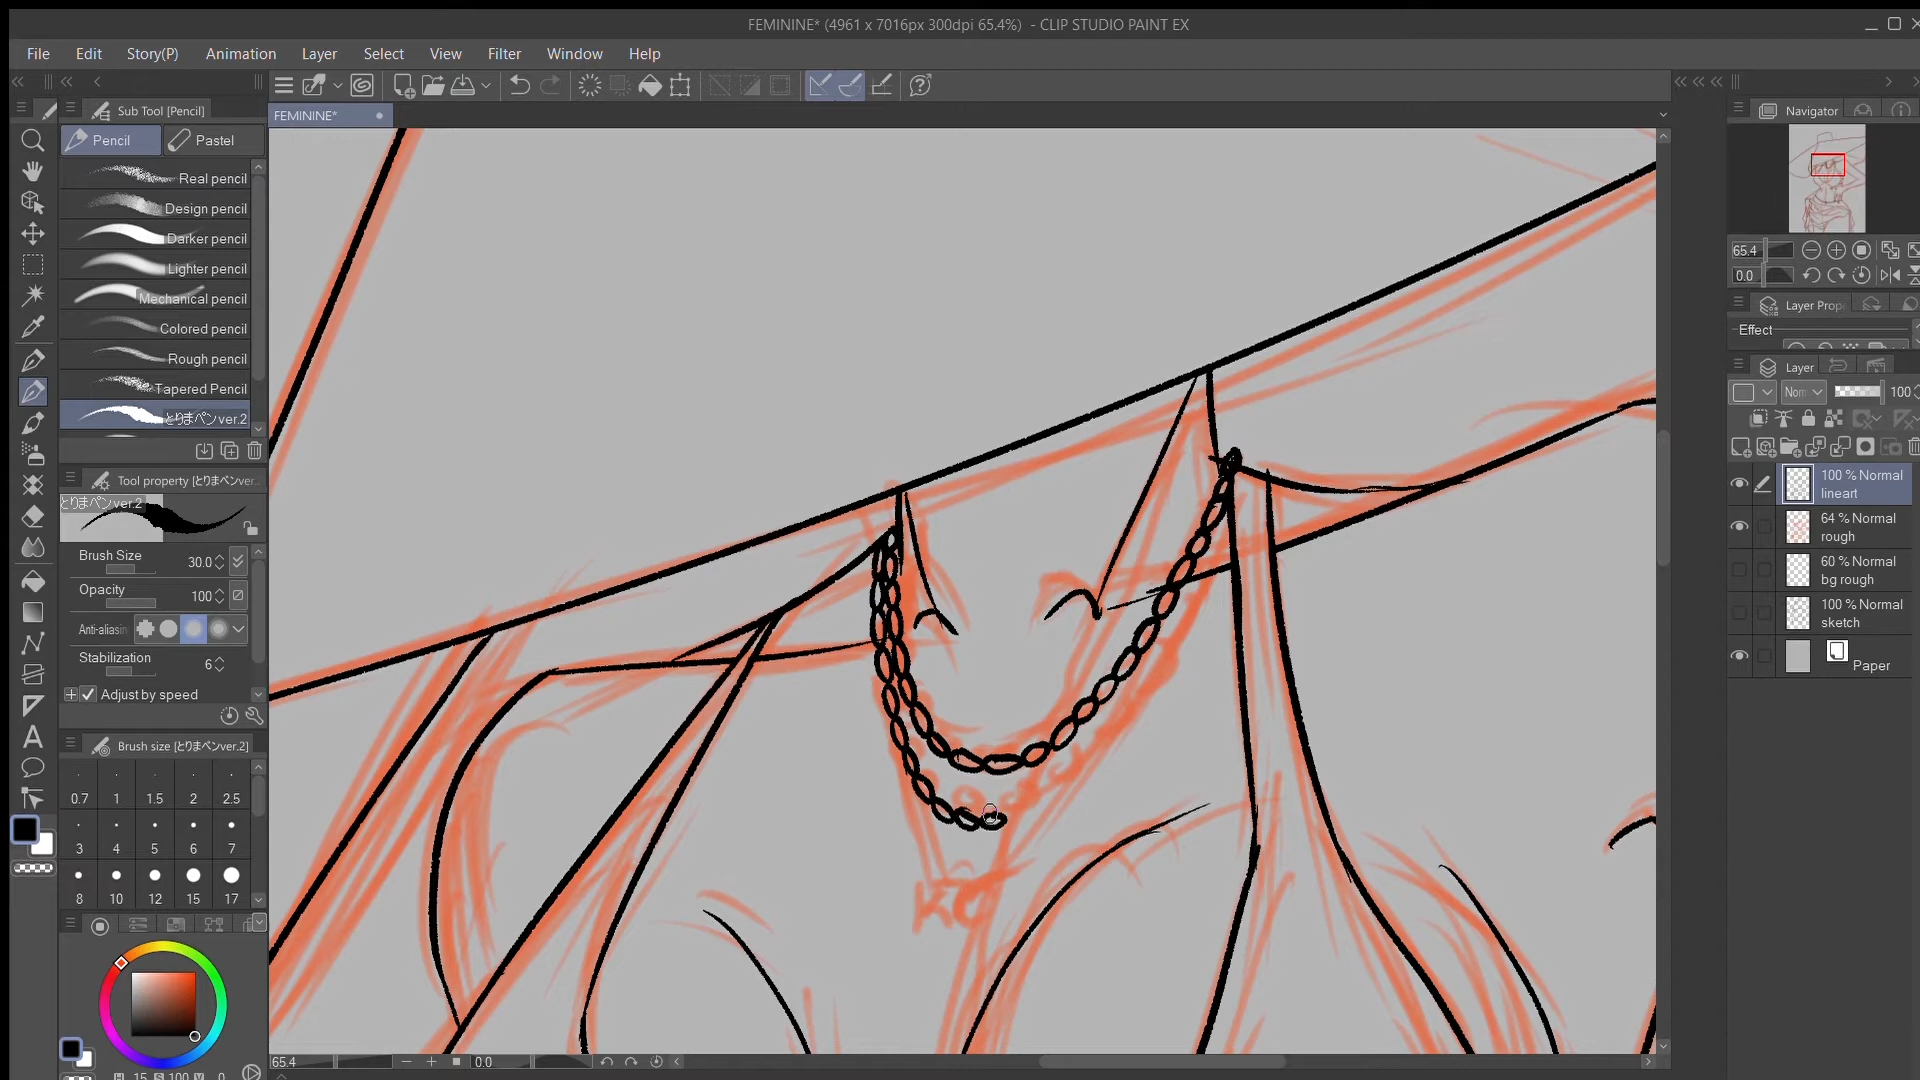 FEMININE* (4961 x 7016px 300dpi 65.4%) - CLIP STUDIO PAINT EX
File Edit Story(P) Animation Layer Select View Filter Window Help
Sub Tool [Pencil]
Pencil Pastel
Real pencil
Design pencil
Darker pencil
Lighter pencil
Mechanical pencil
Colored pencil
Rough pencil
Tapered Pencil
とりまペンver.2
Tool property [とりまペンver.
とりまペンver.2
Brush Size 30.0
Opacity 100
Anti-aliasin
Stabilization 6
Adjust by speed
Brush size [とりまペンver.2]
0.7 1 1.5 2 2.5
3 4 5 6 7
8 10 12 15 17
H 15 S 100 V 0
FEMININE*
KC
65.4 0.0
Navigator
65.4
0.0
Layer Prop
Effect
Layer
Norn 100
100 % Normal
lineart
64 % Normal
rough
60 % Normal
bg rough
100 % Normal
sketch
Paper